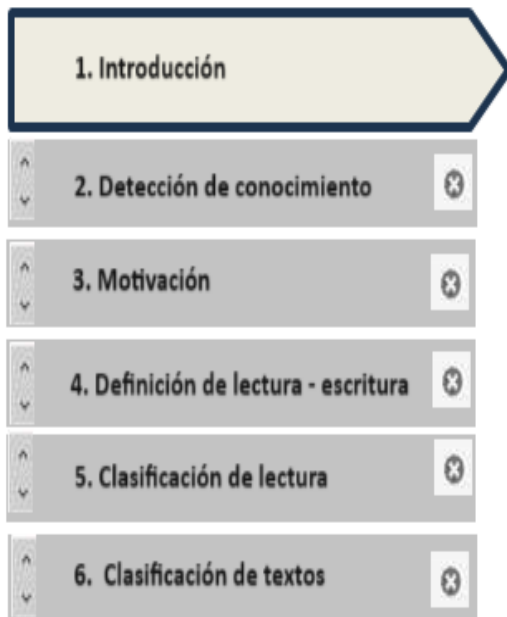 1. Introducción
2. Detección de conocimiento
3. Motivación
4. Definición de lectura - escritura
5. Clasificación de lectura
6. Clasificación de textos